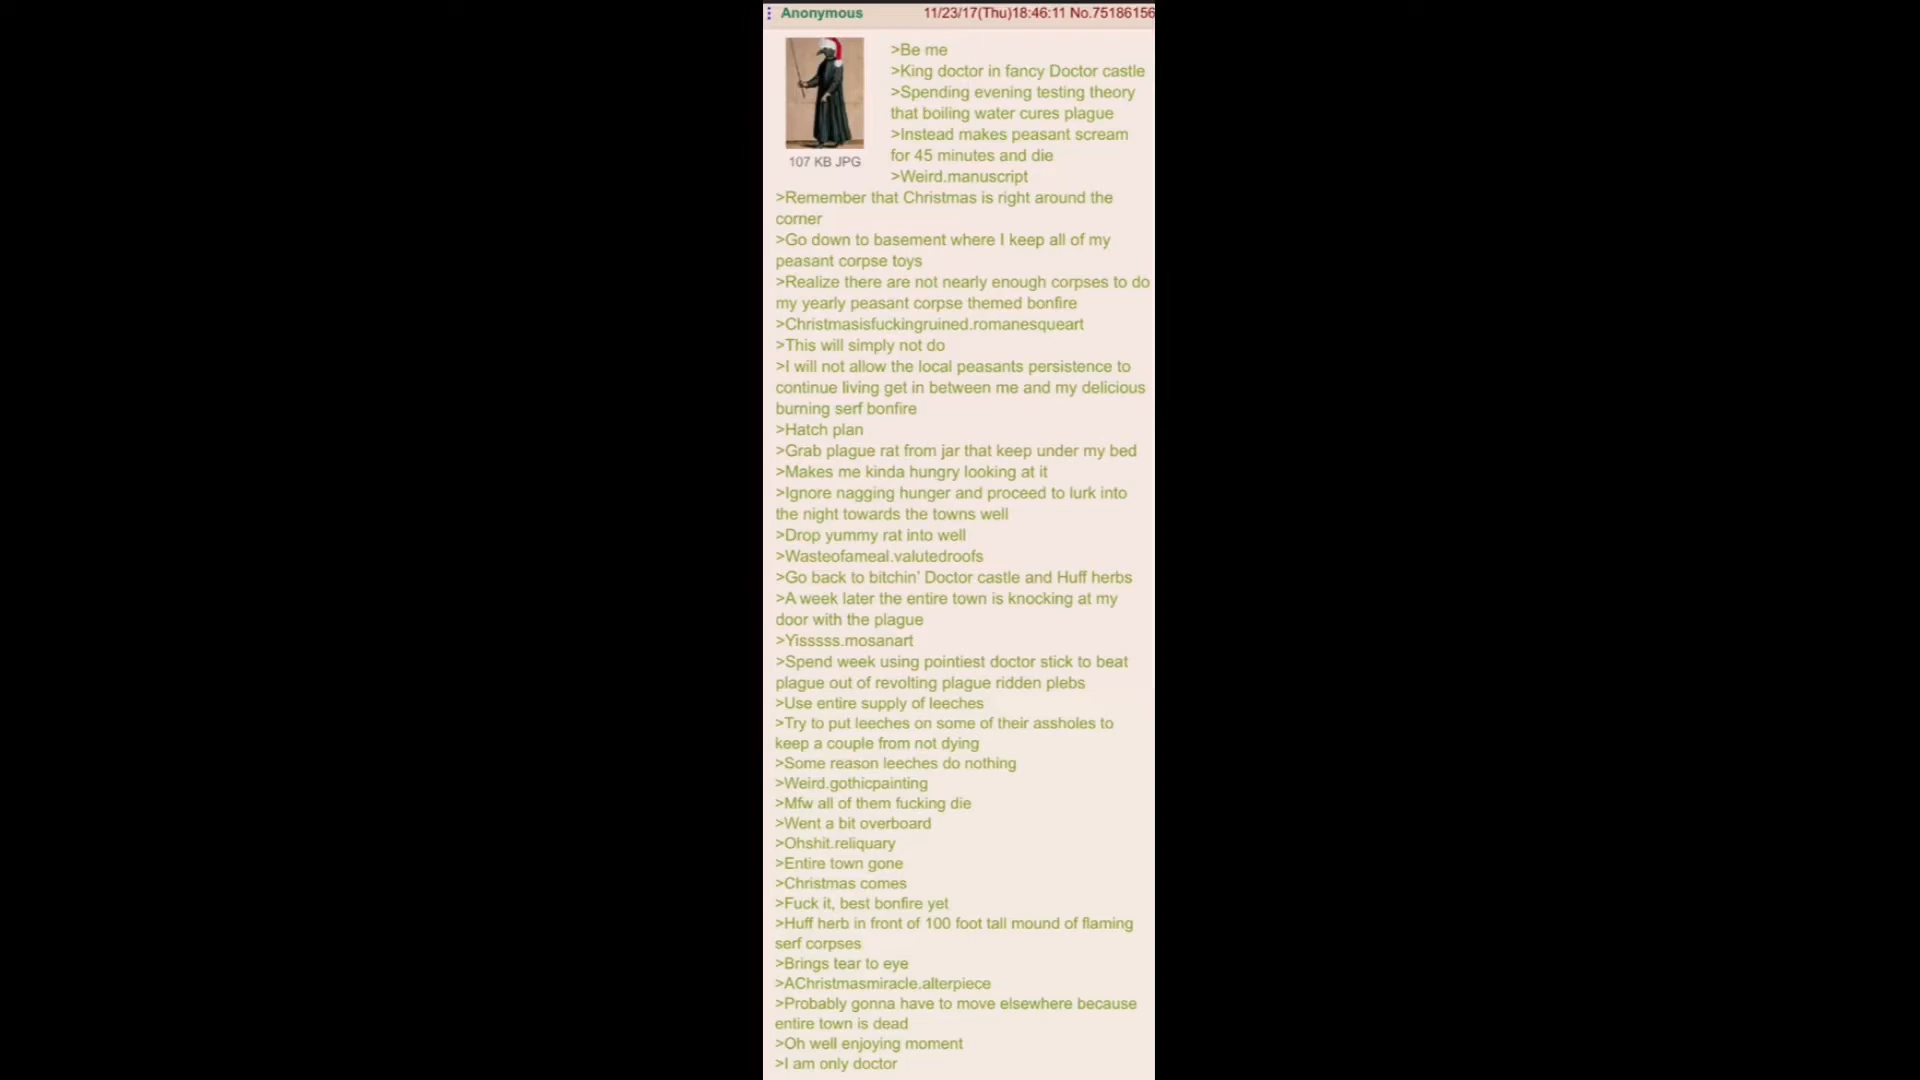 Anonymous 11/23/17(Thu)18:46:11 No.75186156
107 KB JPG
>Be me
>King doctor in fancy Doctor castle
>Spending evening testing theory
that boiling water cures plague
>Instead makes peasant scream
for 45 minutes and die
>Weird.manuscript
>Remember that Christmas is right around the
corner
>Go down to basement where I keep all of my
peasant corpse toys
>Realize there are not nearly enough corpses to do
my yearly peasant corpse themed bonfire
>Christmasisfuckingruined.romanesqueart
>This will simply not do
>I will not allow the local peasants persistence to
continue living get in between me and my delicious
burning serf bonfire
>Hatch plan
>Grab plague rat from jar that keep under my bed
>Makes me kinda hungry looking at it
>Ignore nagging hunger and proceed to lurk into
the night towards the towns well
>Drop yummy rat into well
>Wasteofameal.valutedroofs
>Go back to bitchin' Doctor castle and Huff herbs
>A week later the entire town is knocking at my
door with the plague
>Yisssss.mosanart
>Spend week using pointiest doctor stick to beat
plague out of revolting plague ridden plebs
>Use entire supply of leeches
>Try to put leeches on some of their assholes to
keep a couple from not dying
>Some reason leeches do nothing
>Weird.gothicpainting
>Mfw all of them fucking die
>Went a bit overboard
>Ohshit.reliquary
>Entire town gone
>Christmas comes
>Fuck it, best bonfire yet
>Huff herb in front of 100 foot tall mound of flaming
serf corpses
>Brings tear to eye
>AChristmasmiracle.alterpiece
>Probably gonna have to move elsewhere because
entire town is dead
>Oh well enjoying moment
>I am only doctor